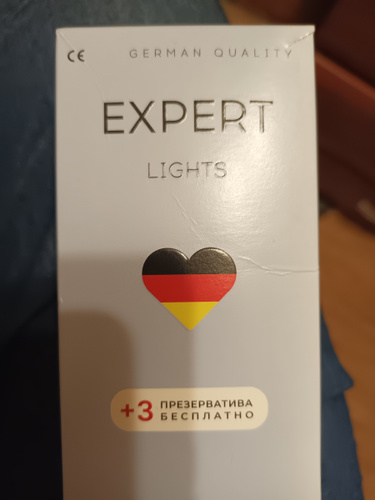 CE GERMAN QUALITY
EXPERT
LIGHTS
+3 ПРЕЗЕРВАТИВА
БЕСПЛАТНО